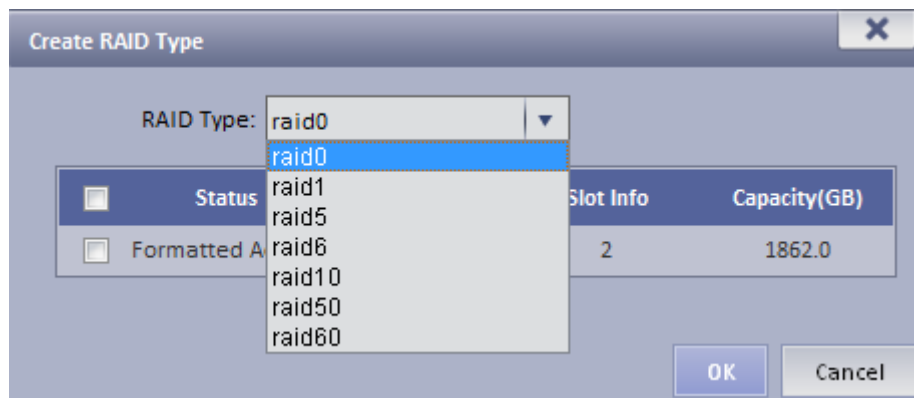 Create RAID Type
RAID Type: raid0
raid0
raid1
raid5
raid6
raid10
raid50
raid60
Status Slot Info Capacity(GB)
Formatted 2 1862.0
OK Cancel